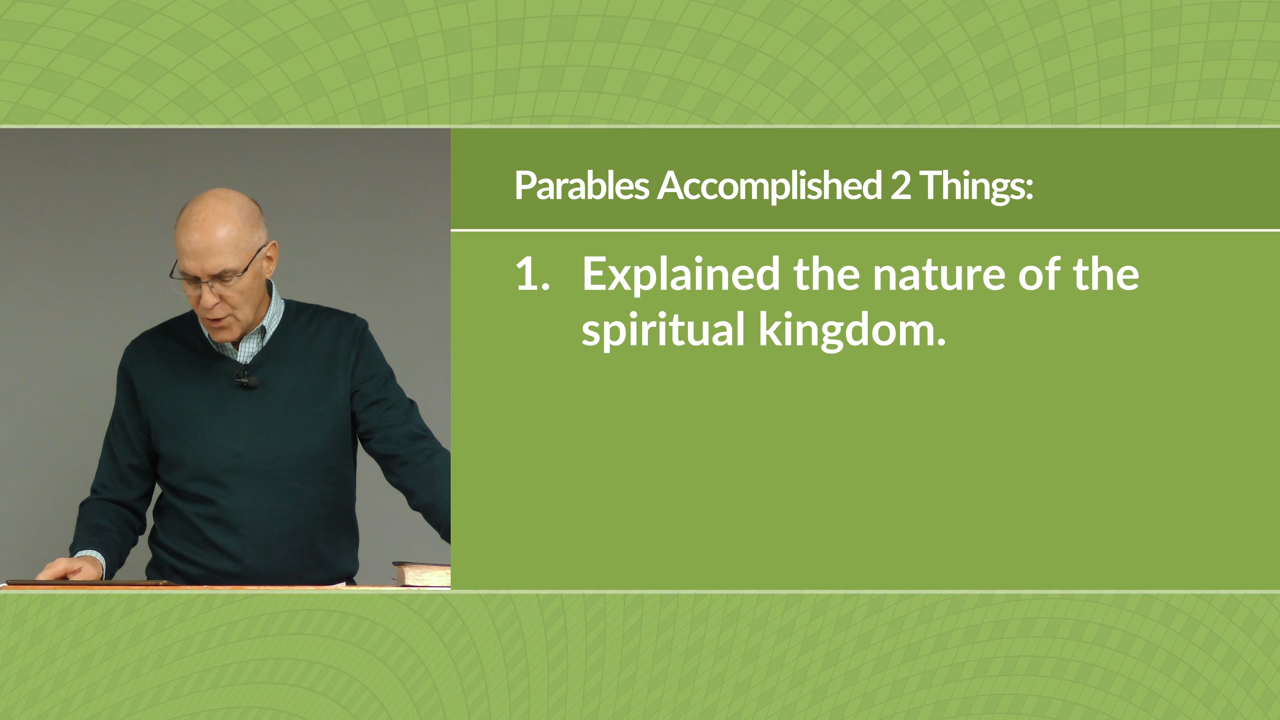 Parables Accomplished 2 Things:
1. Explained the nature of the
spiritual kingdom.